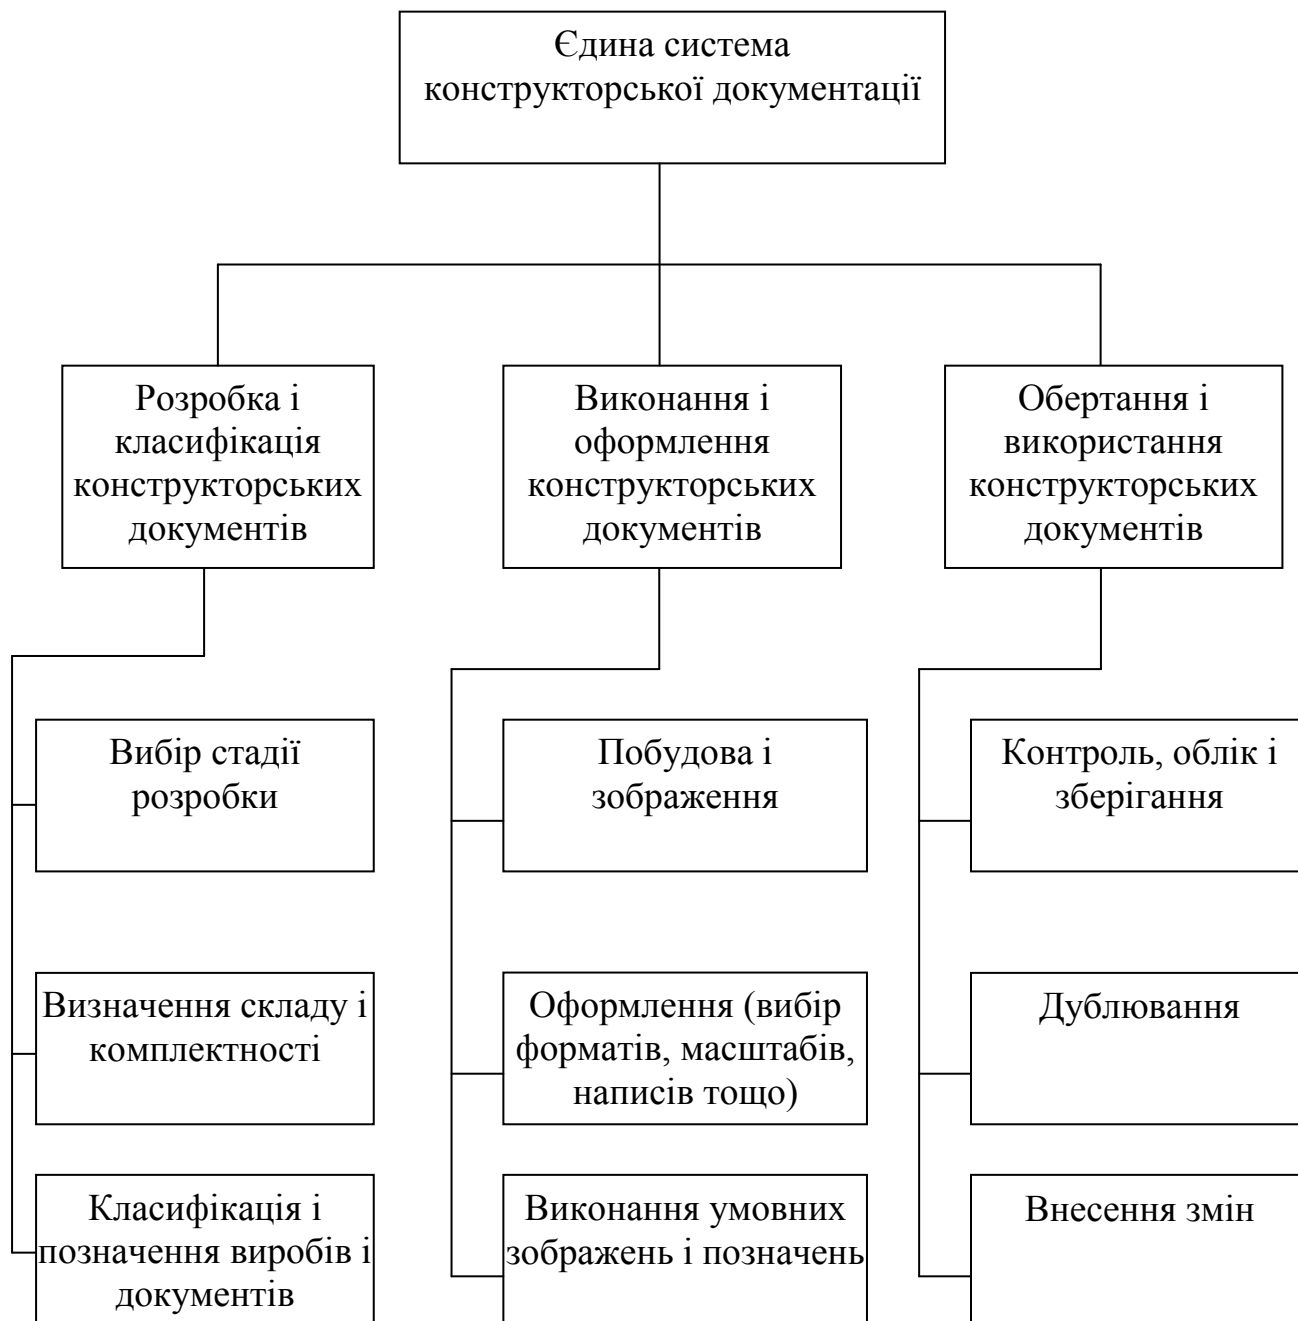 Єдина система
конструкторської документації
Розробка і
класифікація
конструкторських
документів
Виконання і
оформлення
конструкторських
документів
Обертання і
використання
конструкторських
документів
Вибір стадії
розробки
Побудова і
зображення
Контроль, облік і
зберігання
Визначення складу і
комплектності
Оформлення (вибір
форматів, масштабів,
написів тощо)
Дублювання
Класифікація і
позначення виробів і
документів
Виконання умовних
зображень і позначень
Внесення змін